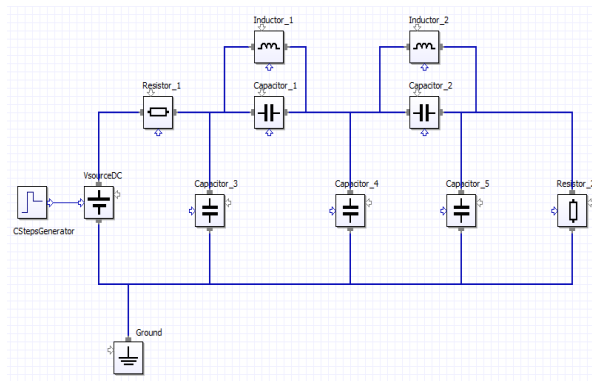 Inductor_1
Inductor_2
Resistor_1
Capacitor_1
Capacitor_2
VsourceDC
Capacitor_3
Capacitor_4
Capacitor_5
CStepsGenerator
Ground